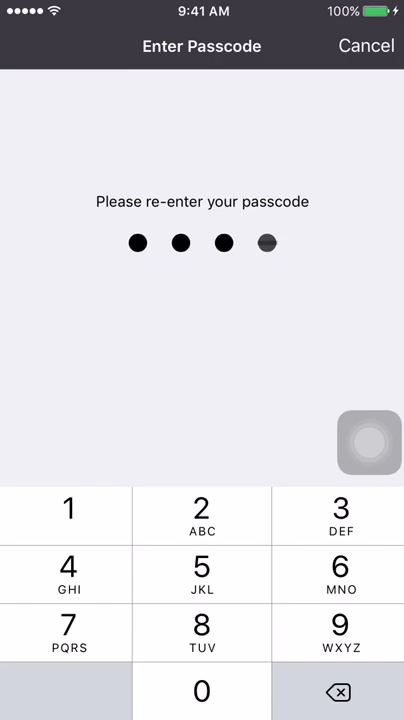 9:41 AM 100%
Enter Passcode Cancel
Please re-enter your passcode
1 2 3
ABC DEF
4 5 6
GHI JKL MNO
7 8 9
PQRS TUV WXYZ
0